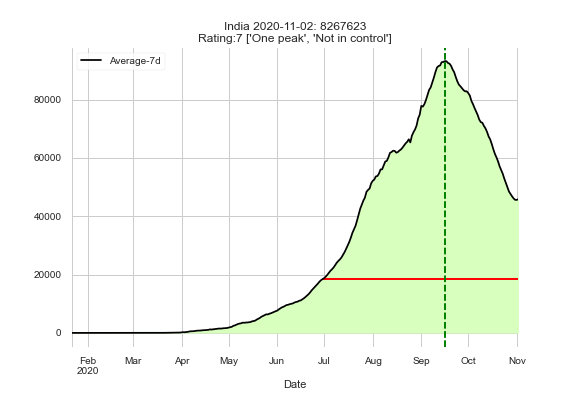 India 2020-11-02: 8267623
Rating:7 ['One peak', 'Not in control']
Average-7d
80000
60000
40000
20000
0
Feb Mar Apr May Jun Jul Aug Sep Oct Nov
2020
Date